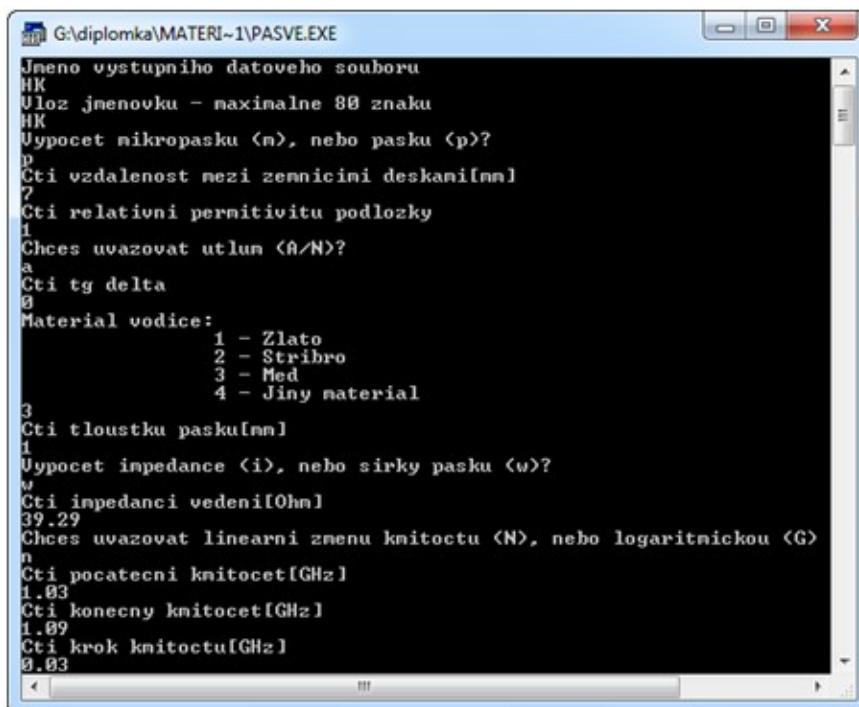 G:\diplomka\MATERI~1\PASVE.EXE
Jmeno vystupniho datoveho souboru
HK
Vloz jmenovku - maximalne 80 znaku
HK
Vypocet mikropasku (m), nebo pasku (p)?
p
Cti vzdalenost mezi zemnicimi deskami[mm]
7
Cti relativni permitivitu podlozky
1
Chces uvazovat utlum (A/N)?
a
Cti tg delta
0
Material vodice:
1 - Zlato
2 - Stribro
3 - Med
4 - Jiny material
3
Cti tloustku pasku[mm]
1
Vypocet impedance (i), nebo sirky pasku (w)?
w
Cti impedanci vedeni[Ohm]
39.29
Chces uvazovat linearni zmenu kmitoctu (N), nebo logaritmickou (G)
n
Cti pocatecni kmitocet[GHz]
1.03
Cti konecny kmitocet[GHz]
1.09
Cti krok kmitoctu[GHz]
0.03